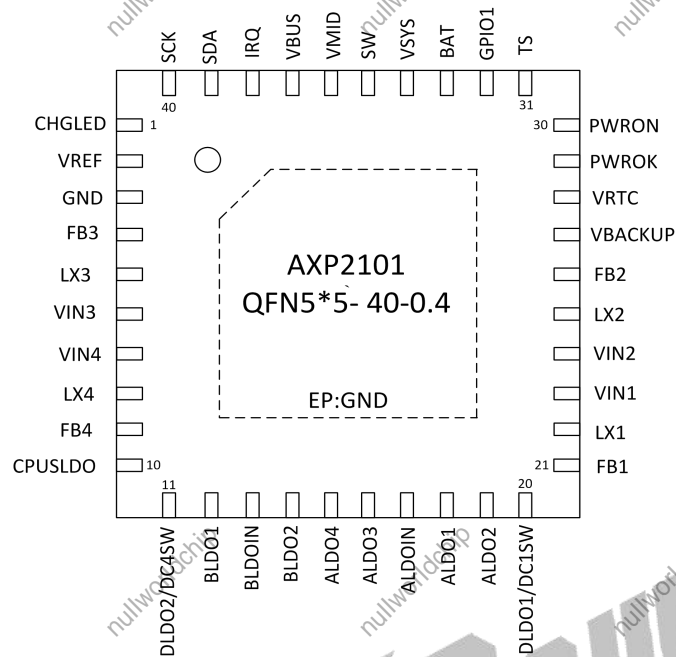 SCK
SDA
IRQ
VBUS
VMID
SW
VSYS
BAT
GPIO1
TS
40
31
CHGLED 1
VREF
GND
FB3
LX3
VIN3
VIN4
LX4
FB4
CPUSLDO 10
30 PWRON
PWROK
VRTC
VBACKUP
FB2
LX2
VIN2
VIN1
LX1
21 FB1
AXP2101
QFN5*5- 40-0.4
EP:GND
11
20
DLDO2/DC4SW
BLDO1
BLDOIN
BLDO2
ALDO4
ALDO3
ALDOIN
ALDO1
ALDO2
DLDO1/DC1SW
nullworldchip
nullworldchip